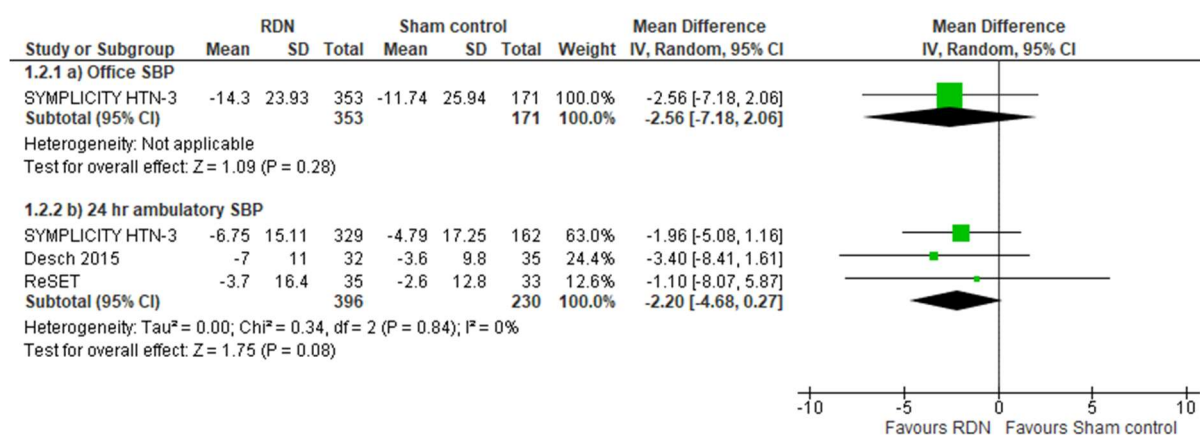 RDN Sham control Mean Difference Mean Difference
Study or Subgroup Mean SD Total Mean SD Total Weight IV, Random, 95% CI IV, Random, 95% CI
1.2.1 a) Office SBP
SYMPLICITY HTN-3 -14.3 23.93 353 -11.74 25.94 171 100.0% -2.56 [-7.18, 2.06]
Subtotal (95% CI) 353 171 100.0% -2.56 [-7.18, 2.06]
Heterogeneity: Not applicable
Test for overall effect: Z = 1.09 (P = 0.28)
1.2.2 b) 24 hr ambulatory SBP
SYMPLICITY HTN-3 -6.75 15.11 329 -4.79 17.25 162 63.0% -1.96 [-5.08, 1.16]
Desch 2015 -7 11 32 -3.6 9.8 35 24.4% -3.40 [-8.41, 1.61]
ReSET -3.7 16.4 35 -2.6 12.8 33 12.6% -1.10 [-8.07, 5.87]
Subtotal (95% CI) 396 230 100.0% -2.20 [-4.68, 0.27]
Heterogeneity: Tau² = 0.00; Chi² = 0.34, df = 2 (P = 0.84); I² = 0%
Test for overall effect: Z = 1.75 (P = 0.08)
-10 -5 0 5 10
Favours RDN Favours Sham control